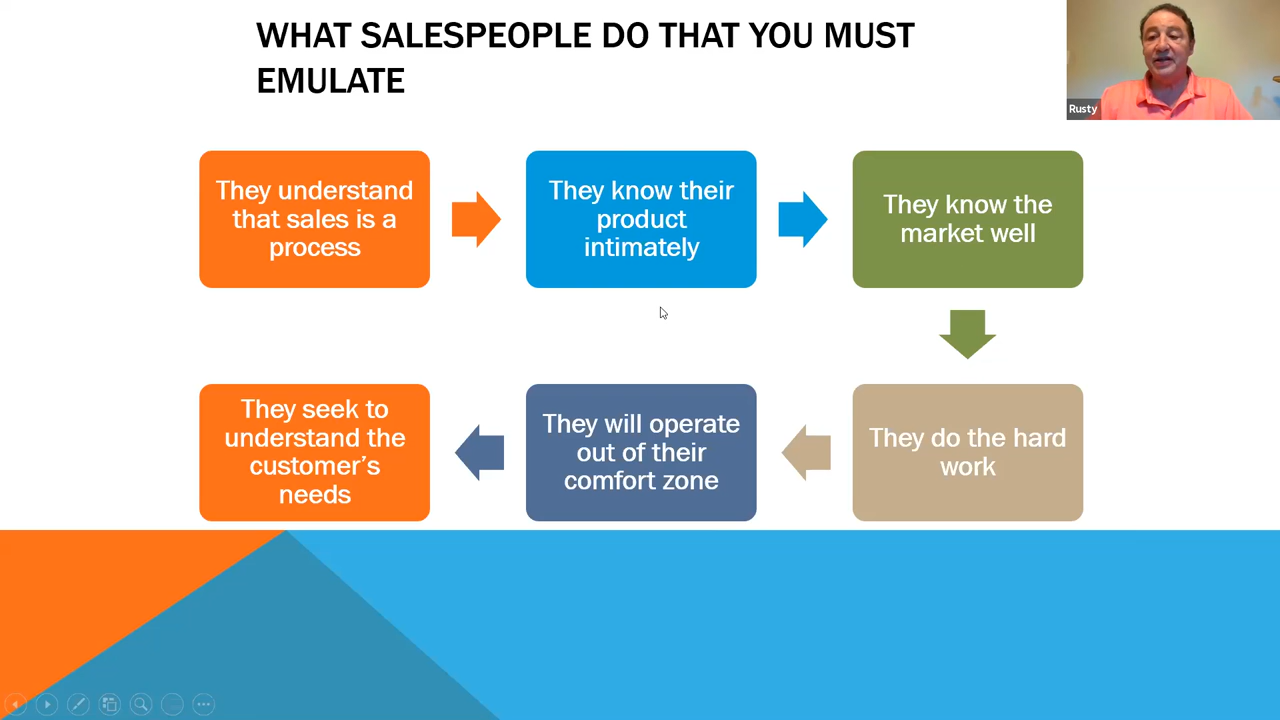 WHAT SALESPEOPLE DO THAT YOU MUST
EMULATE
Rusty
They understand
that sales is a
process
They know their
product
intimately
They know the
market well
They do the hard
work
They will operate
out of their
comfort zone
They seek to
understand the
customer’s
needs